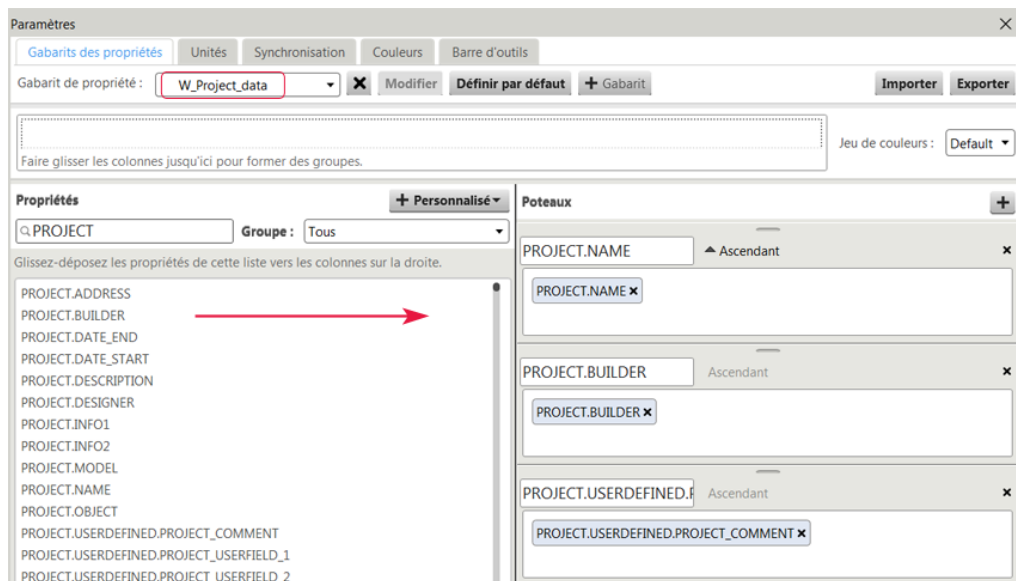 Paramètres
Gabarits des propriétés Unités Synchronisation Couleurs Barre d'outils
Gabarit de propriété : W_Project_data Modifier Définir par défaut + Gabarit Importer Exporter
Jeu de couleurs : Default
Faire glisser les colonnes jusqu'ici pour former des groupes.
Propriétés + Personnalisé
PROJECT Groupe : Tous
Glissez-déposez les propriétés de cette liste vers les colonnes sur la droite.
PROJECT.ADDRESS
PROJECT.BUILDER
PROJECT.DATE_END
PROJECT.DATE_START
PROJECT.DESCRIPTION
PROJECT.DESIGNER
PROJECT.INFO1
PROJECT.INFO2
PROJECT.MODEL
PROJECT.NAME
PROJECT.OBJECT
PROJECT.USERDEFINED.PROJECT_COMMENT
PROJECT.USERDEFINED.PROJECT_USERFIELD_1
PROJECT.USERDEFINED.PROJECT_USERFIELD_2
Poteaux +
PROJECT.NAME Ascendant
PROJECT.NAME
PROJECT.BUILDER Ascendant
PROJECT.BUILDER
PROJECT.USERDEFINED.P Ascendant
PROJECT.USERDEFINED.PROJECT_COMMENT